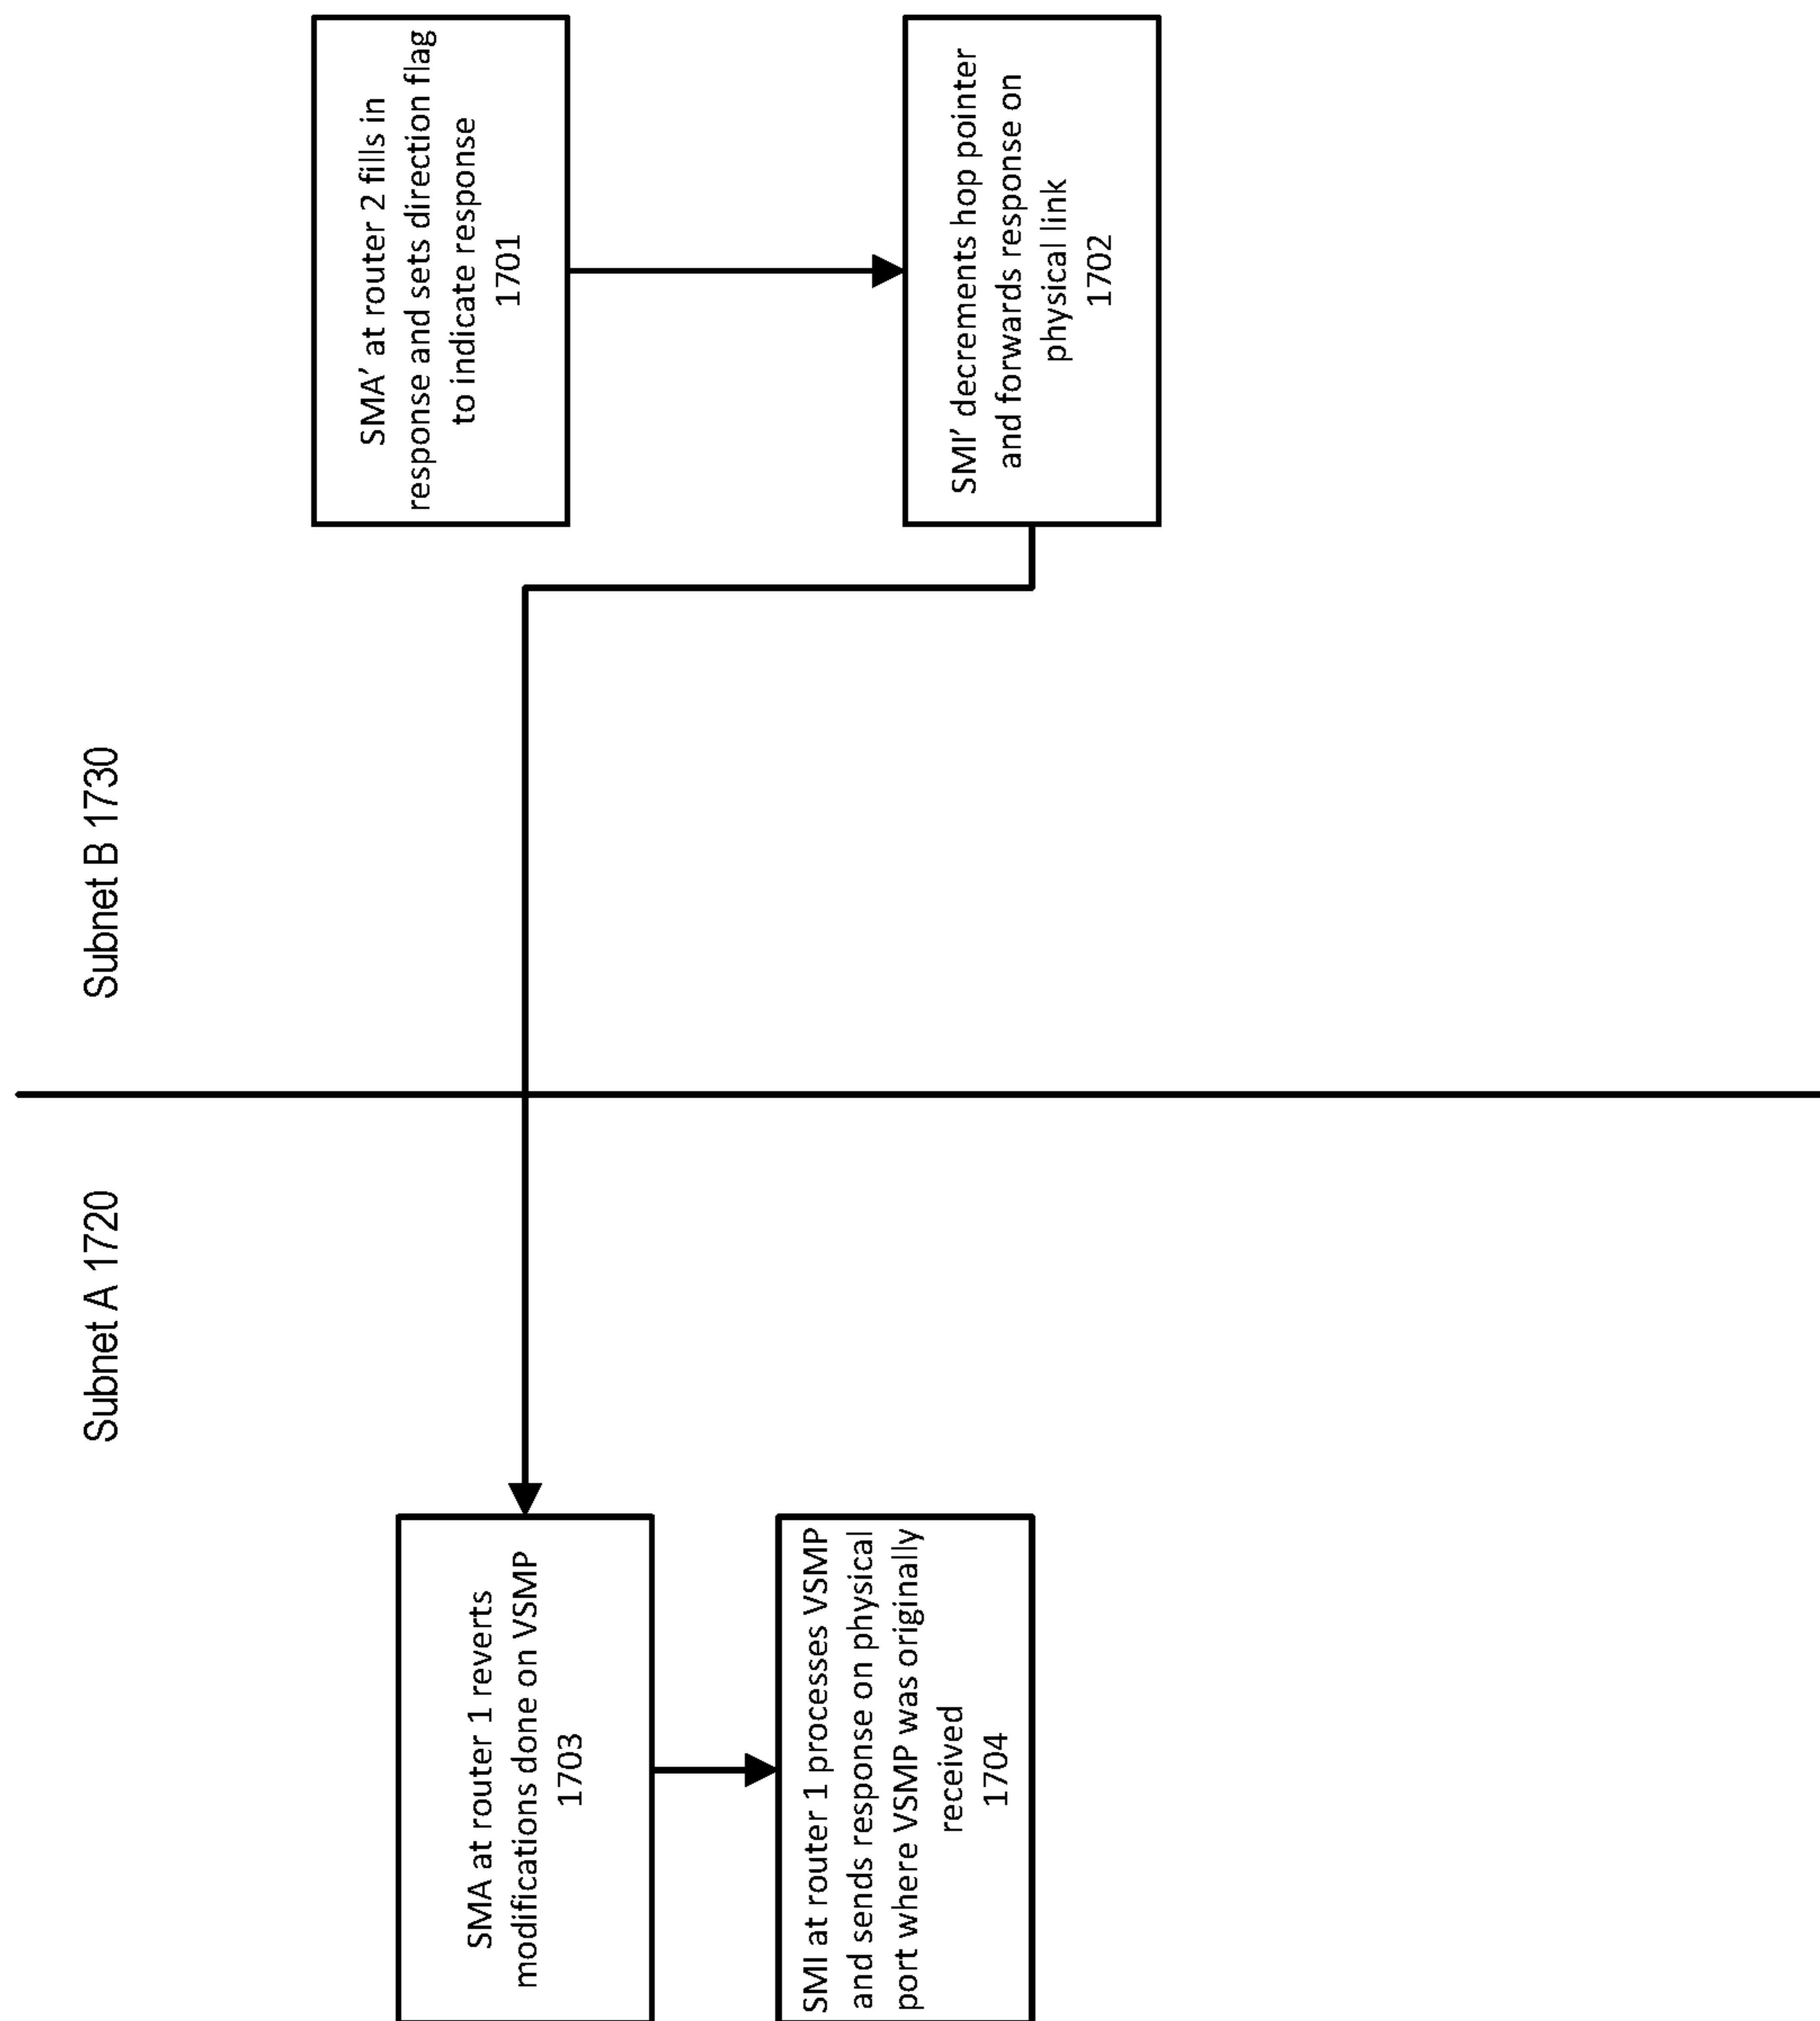 Subnet A 1720
Subnet B 1730
SMA' at router 2 fills in
response and sets direction flag
to indicate response
1701
SMI' decrements hop pointer
and forwards response on
physical link
1702
SMA at router 1 reverts
modifications done on VSMP
1703
SMI at router 1 processes VSMP
and sends response on physical
port where VSMP was originally
received
1704